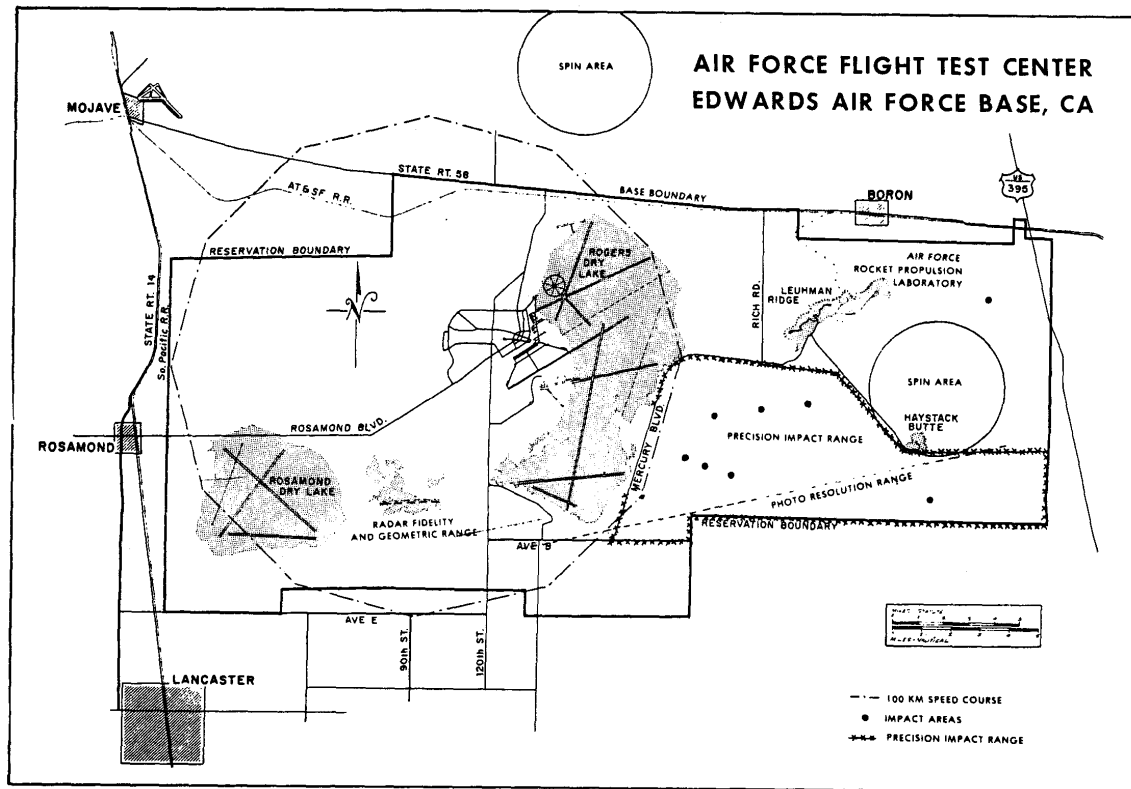 AIR FORCE FLIGHT TEST CENTER
EDWARDS AIR FORCE BASE, CA
SPIN AREA
MOJAVE
STATE RT. 58
AT&SF R.R.
BASE BOUNDARY
BORON
US
395
RESERVATION BOUNDARY
ROGERS
DRY
LAKE
AIR FORCE
ROCKET PROPULSION
LABORATORY
LEUHMAN
RIDGE
N
STATE RT. 14
So. Pacific R.R.
RICH RD.
SPIN AREA
ROSAMOND BLVD.
ROSAMOND
MERCURY BLVD.
HAYSTACK
BUTTE
PRECISION IMPACT RANGE
ROSAMOND
DRY LAKE
PHOTO RESOLUTION RANGE
RADAR FIDELITY
AND GEOMETRIC RANGE
RESERVATION BOUNDARY
AVE B
AVE E
90th ST.
120th ST.
LANCASTER
MILES-STATUTE
MILES-NAUTICAL
100 KM SPEED COURSE
IMPACT AREAS
PRECISION IMPACT RANGE